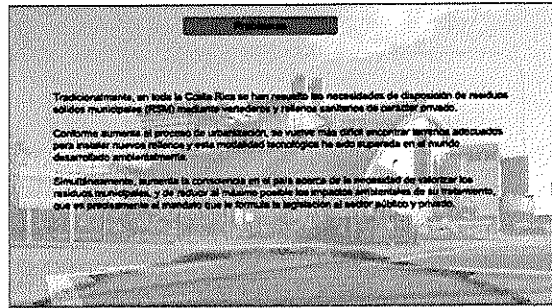 Problema
Tradicionalmente, en toda la Costa Rica se han resuelto las necesidades de disposición de residuos
sólidos municipales (RSM) mediante vertederos y rellenos sanitarios de carácter privado.
Conforme aumenta el proceso de urbanización, se vuelve más difícil encontrar terrenos adecuados
para instalar nuevos rellenos y esta modalidad tecnológica ha sido superada en el mundo
desarrollado ambientalmente.
Simultáneamente, aumenta la consciencia en el país acerca de la necesidad de valorizar los
residuos municipales, y de reducir al máximo posible los impactos ambientales de su tratamiento,
que es precisamente el mandato que le formula la legislación al sector público y privado.